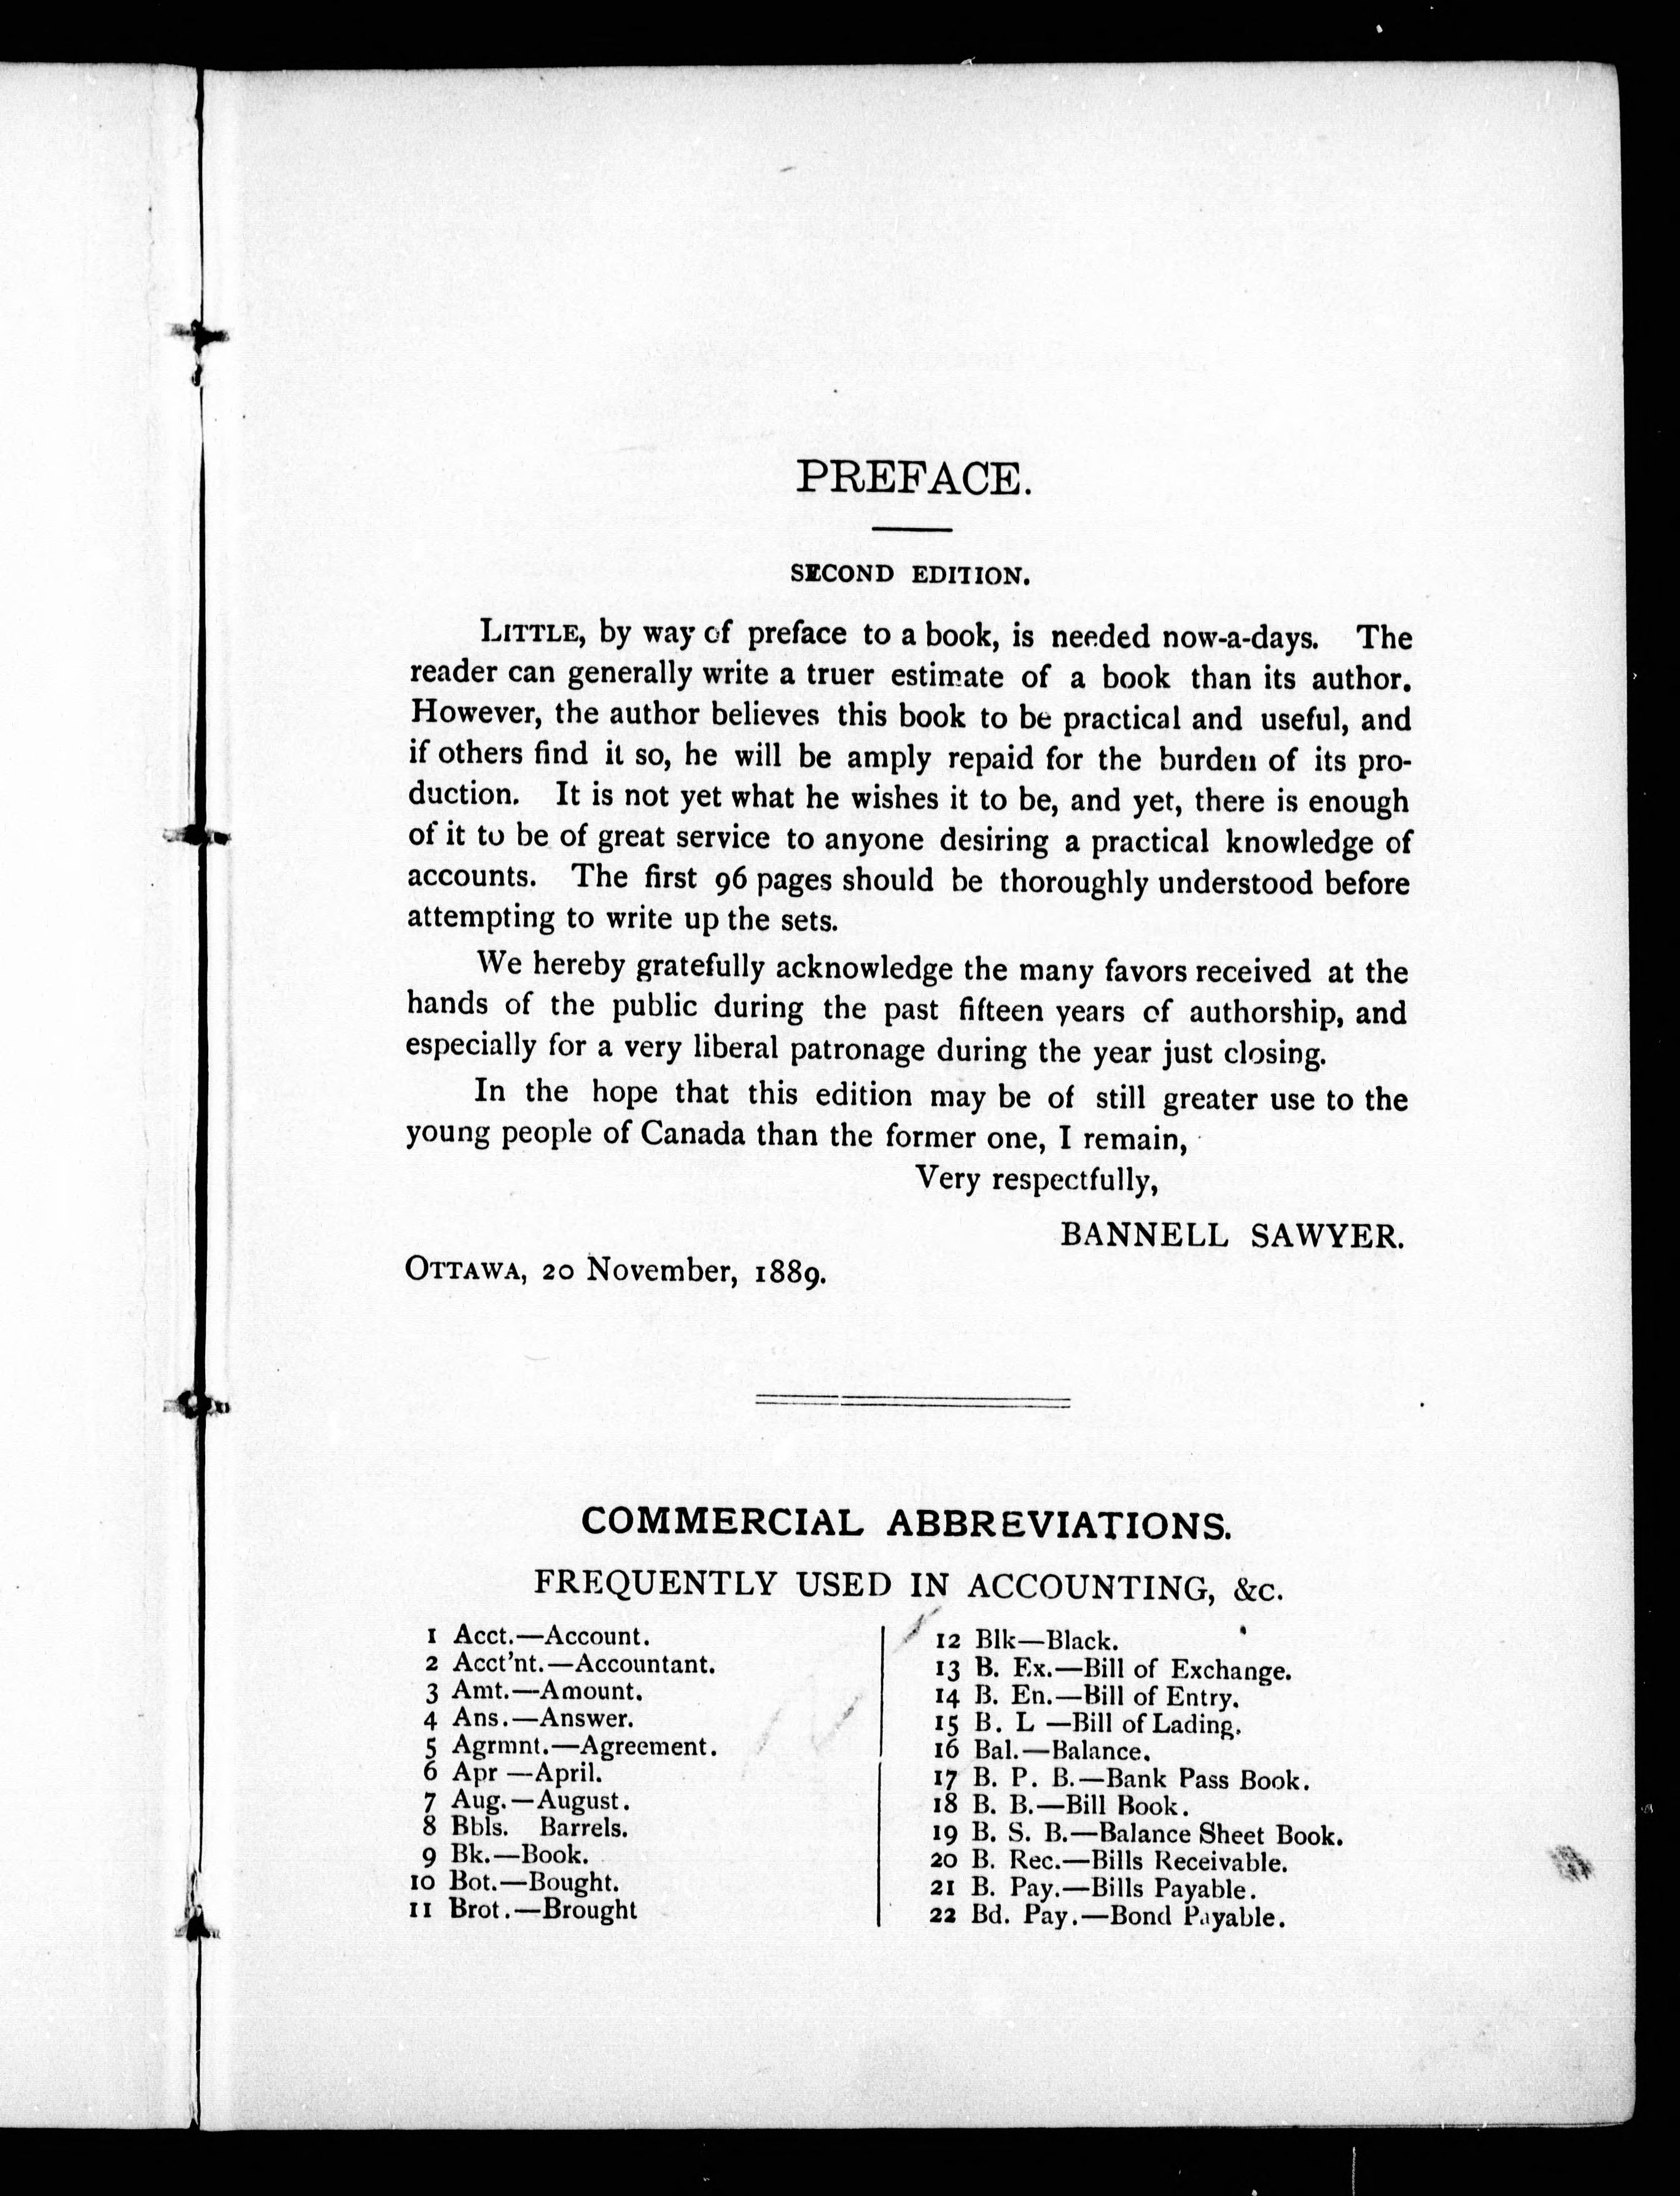 PREFACE.
SECOND EDITION.
LITTLE, by way of preface to a book, is needed now-a-days. The
reader can generally write a truer estimate of a book than its author.
However, the author believes this book to be practical and useful, and
if others find it so, he will be amply repaid for the burden of its pro-
duction. It is not yet what he wishes it to be, and yet, there is enough
of it to be of great service to anyone desiring a practical knowledge of
accounts. The first 96 pages should be thoroughly understood before
attempting to write up the sets.
We hereby gratefully acknowledge the many favors received at the
hands of the public during the past fifteen years of authorship, and
especially for a very liberal patronage during the year just closing.
In the hope that this edition may be of still greater use to the
young people of Canada than the former one, I remain,
Very respectfully,
BANNELL SAWYER.
OTTAWA, 20 November, 1889.
COMMERCIAL ABBREVIATIONS.
FREQUENTLY USED IN ACCOUNTING, &c.
1 Acct.—Account.
2 Acct'nt.—Accountant.
3 Amt.—Amount.
4 Ans.—Answer.
5 Agrmnt.—Agreement.
6 Apr —April.
7 Aug.—August.
8 Bbls. Barrels.
9 Bk.—Book.
10 Bot.—Bought.
11 Brot.—Brought
12 Blk—Black.
13 B. Ex.—Bill of Exchange.
14 B. En.—Bill of Entry.
15 B. L —Bill of Lading.
16 Bal.—Balance.
17 B. P. B.—Bank Pass Book.
18 B. B.—Bill Book.
19 B. S. B.—Balance Sheet Book.
20 B. Rec.—Bills Receivable.
21 B. Pay.—Bills Payable.
22 Bd. Pay.—Bond Payable.